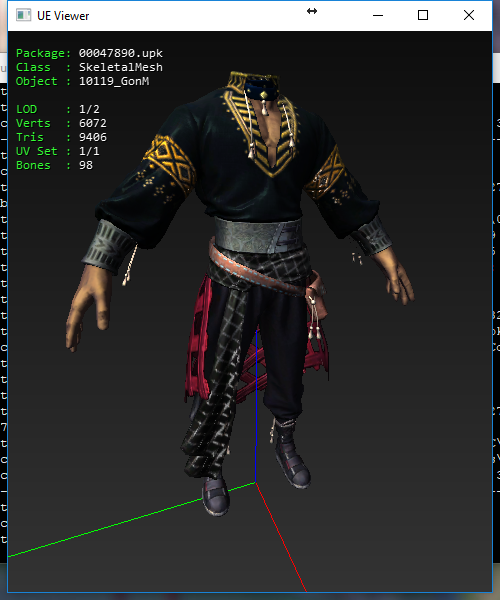 UE Viewer
Package: 00047890.upk
Class : SkeletalMesh
Object : 10119_GonM
LOD : 1/2
Verts : 6072
Tris : 9406
UV Set : 1/1
Bones : 98